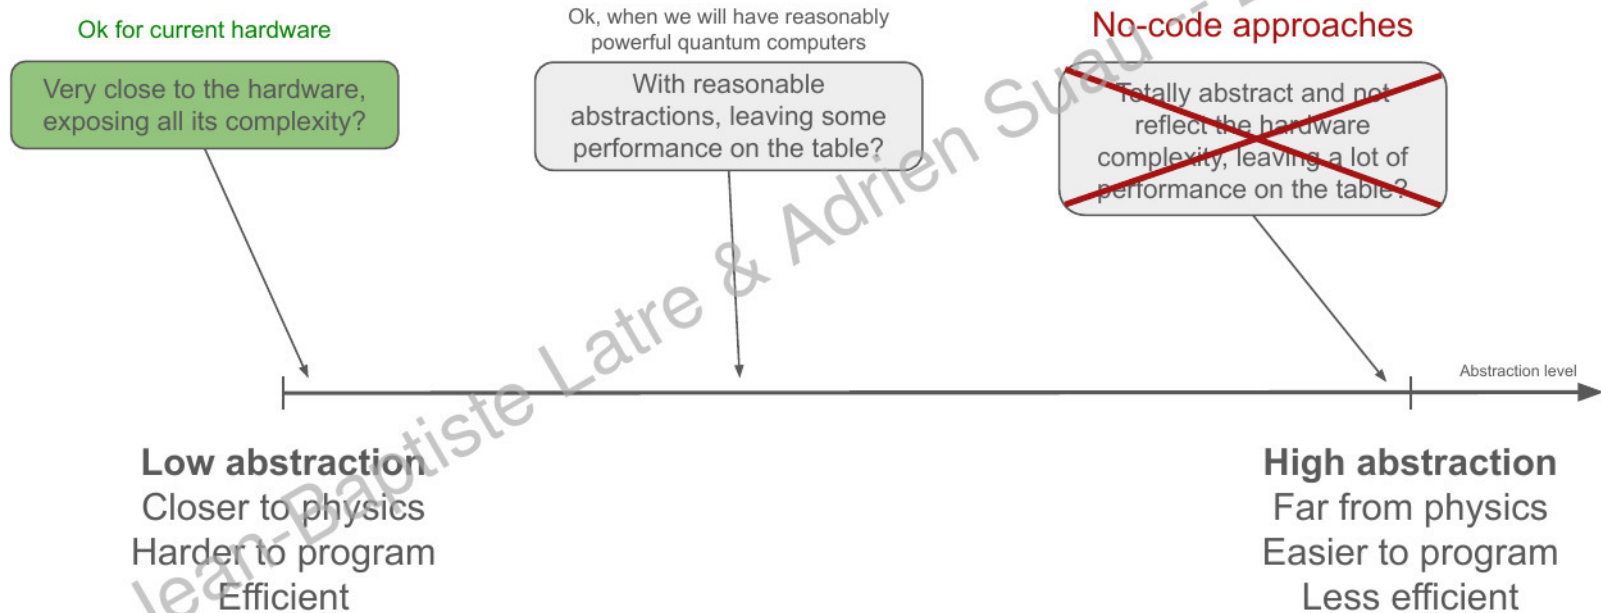 Ok for current hardware
Very close to the hardware,
exposing all its complexity?
Ok, when we will have reasonably
powerful quantum computers
With reasonable
abstractions, leaving some
performance on the table?
No-code approaches
Totally abstract and not
reflect the hardware
complexity, leaving a lot of
performance on the table?
Abstraction level
Low abstraction
Closer to physics
Harder to program
Efficient
High abstraction
Far from physics
Easier to program
Less efficient
Jean-Baptiste Latre & Adrien Suau --